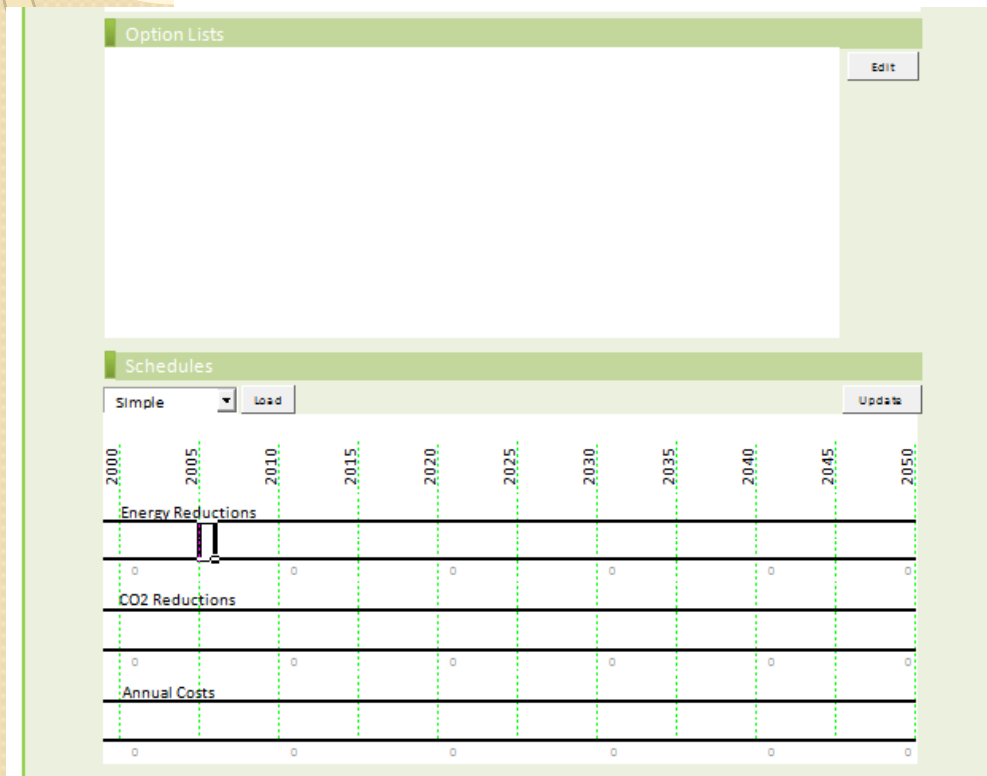 Option Lists
Edit
Schedules
Simple Load Update
2000 2005 2010 2015 2020 2025 2030 2035 2040 2045 2050
Energy Reductions
0 0 0 0 0 0
CO2 Reductions
0 0 0 0 0 0
Annual Costs
0 0 0 0 0 0